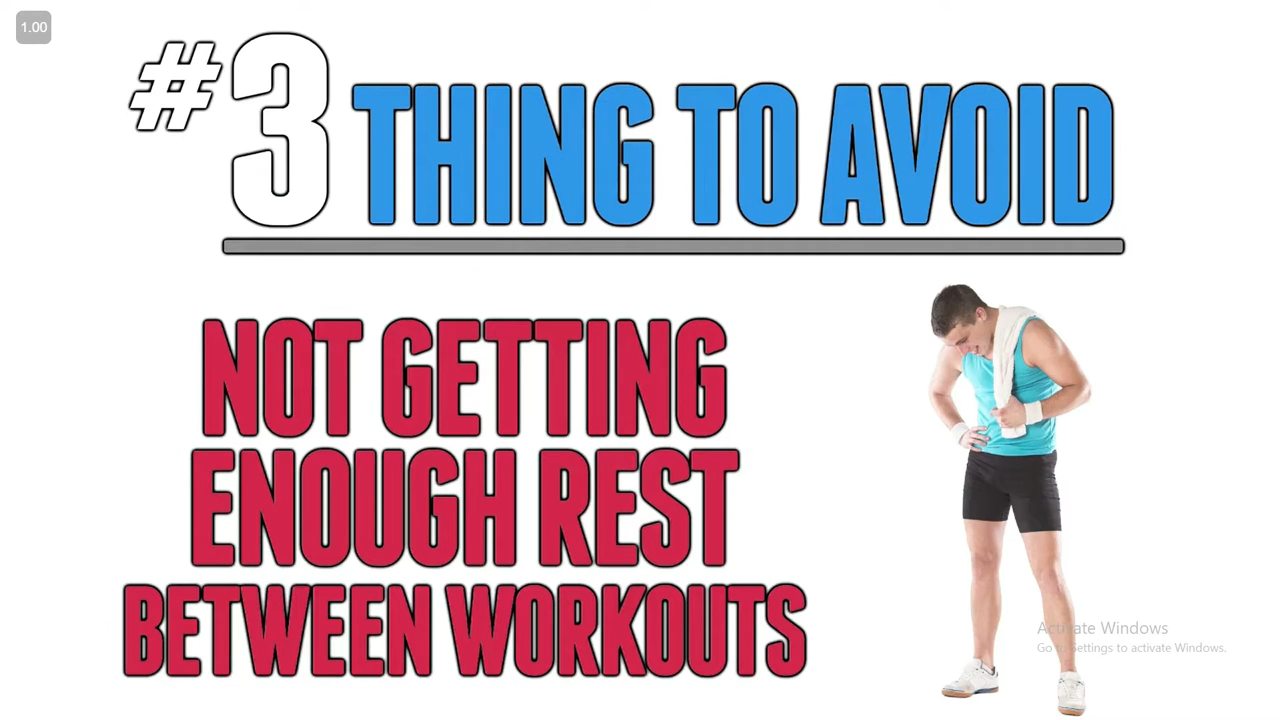 1.00
#3 THING TO AVOID
NOT GETTING
ENOUGH REST
BETWEEN WORKOUTS
Activate Windows
Go to Settings to activate Windows.